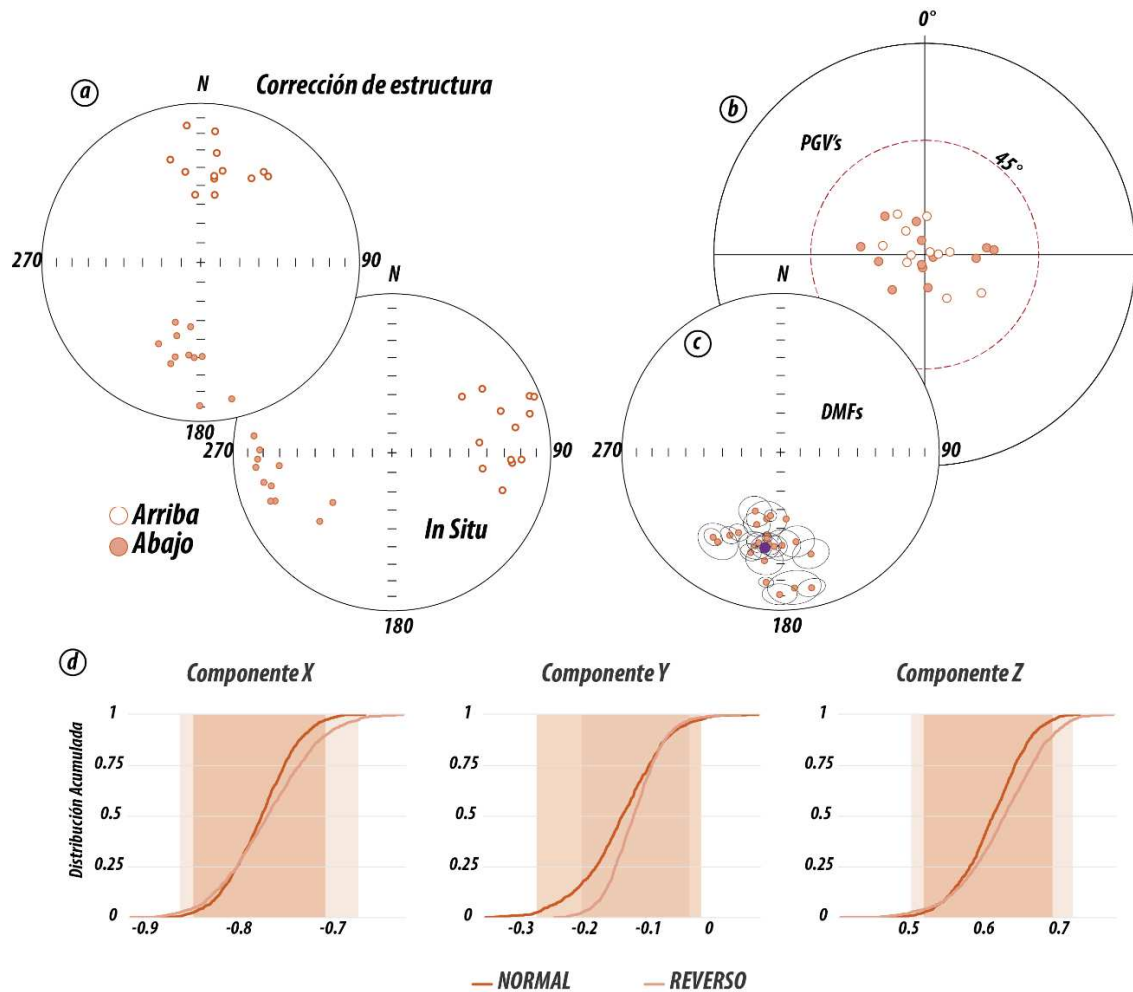 a
Corrección de estructura
N
270
90
180
0°
b
PGV's
45°
N
270
90
In Situ
180
Arriba
Abajo
N
c
DMFs
270
90
180
d
Componente X
Componente Y
Componente Z
Distribución Acumulada
1
0.75
0.5
0.25
0
-0.9
-0.8
-0.7
1
0.75
0.5
0.25
0
-0.3
-0.2
-0.1
0
1
0.75
0.5
0.25
0
0.5
0.6
0.7
NORMAL
REVERSO